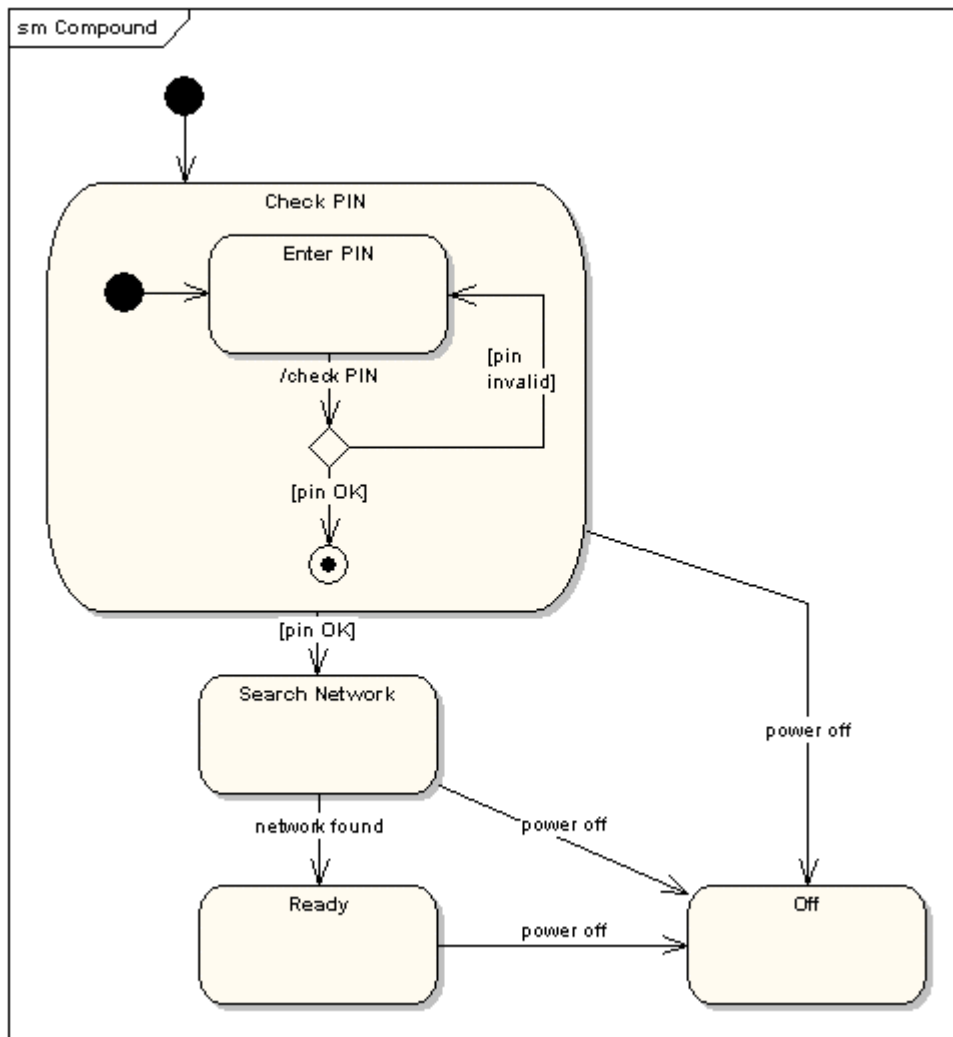 sm Compound
Check PIN
Enter PIN
[pin
invalid]
/check PIN
[pin OK]
[pin OK]
Search Network
power off
network found
power off
Ready
Off
power off